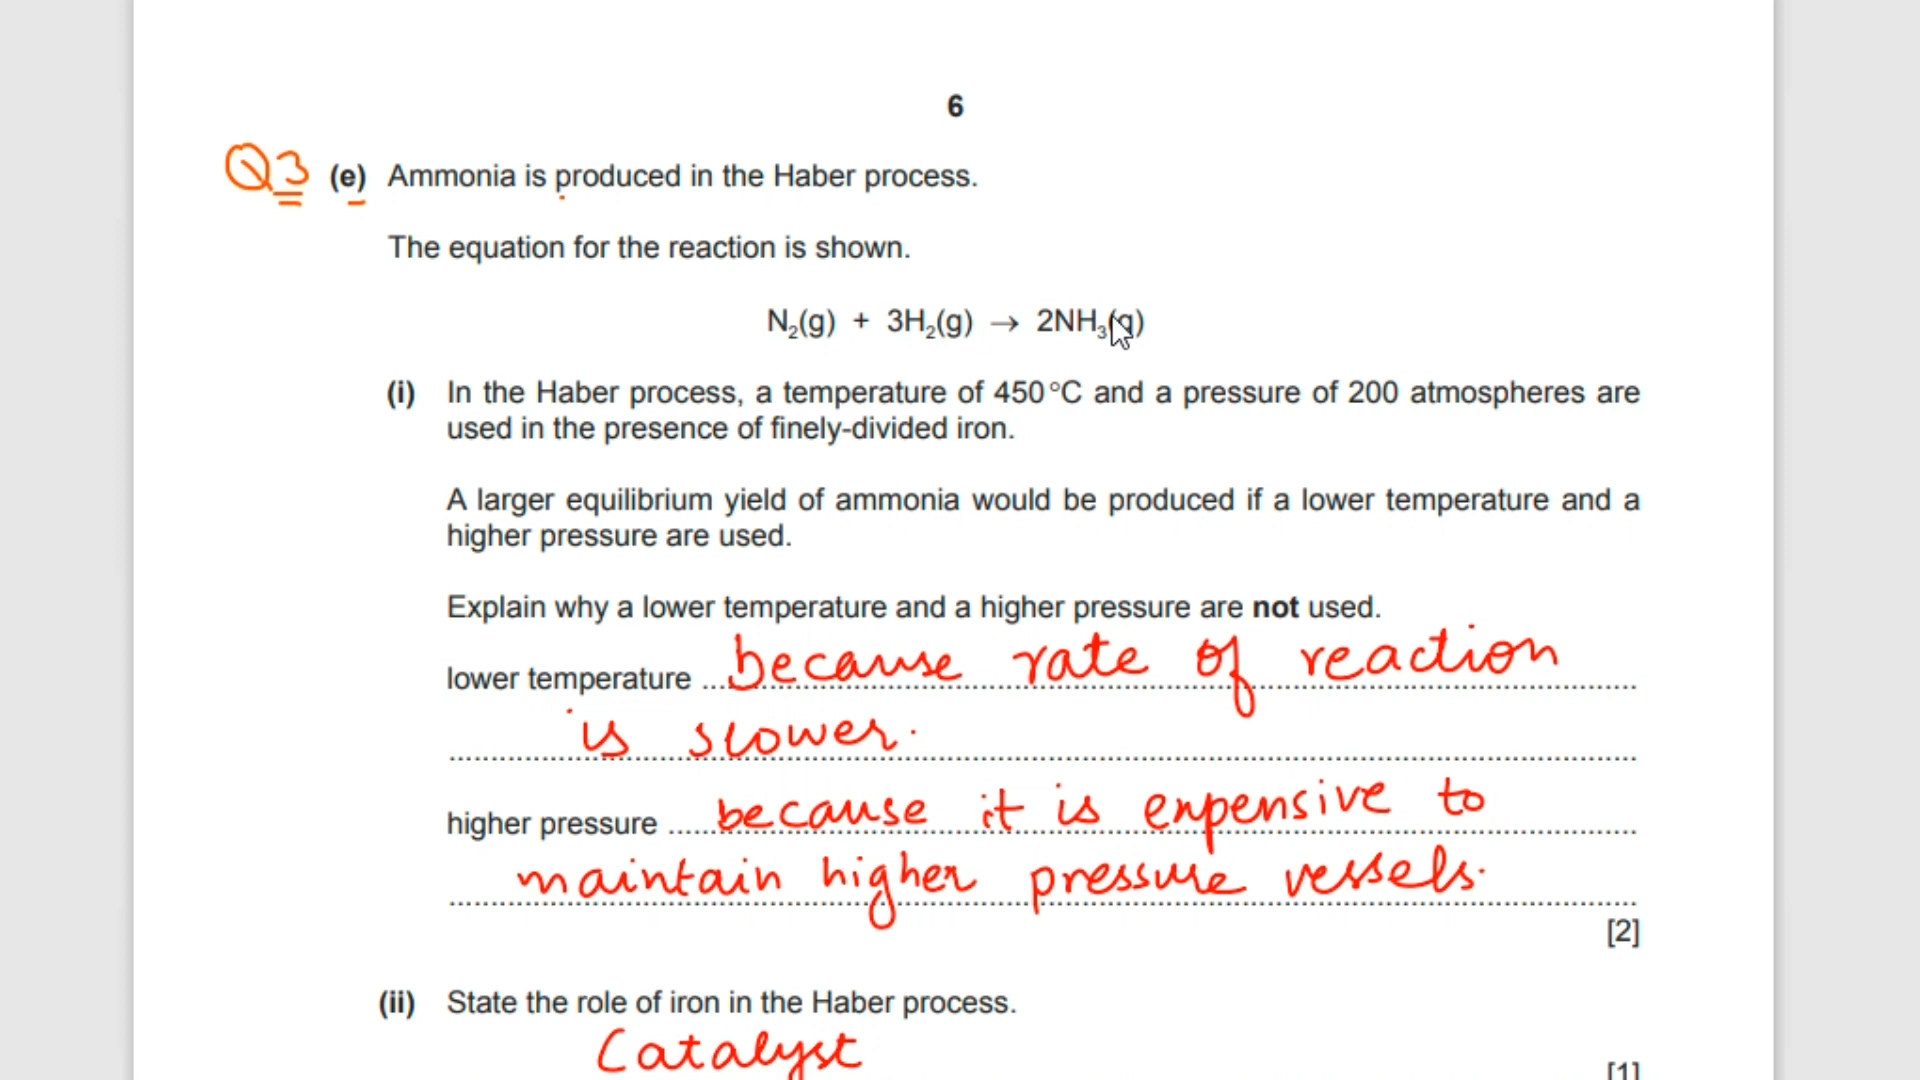 6
Q3 (e) Ammonia is produced in the Haber process.
The equation for the reaction is shown.
N₂(g) + 3H₂(g) → 2NH₃(g)
(i) In the Haber process, a temperature of 450 °C and a pressure of 200 atmospheres are
used in the presence of finely-divided iron.
A larger equilibrium yield of ammonia would be produced if a lower temperature and a
higher pressure are used.
Explain why a lower temperature and a higher pressure are not used.
lower temperature because rate of reaction
is slower.
higher pressure because it is expensive to
maintain higher pressure vessels.
[2]
(ii) State the role of iron in the Haber process.
Catalyst
[1]